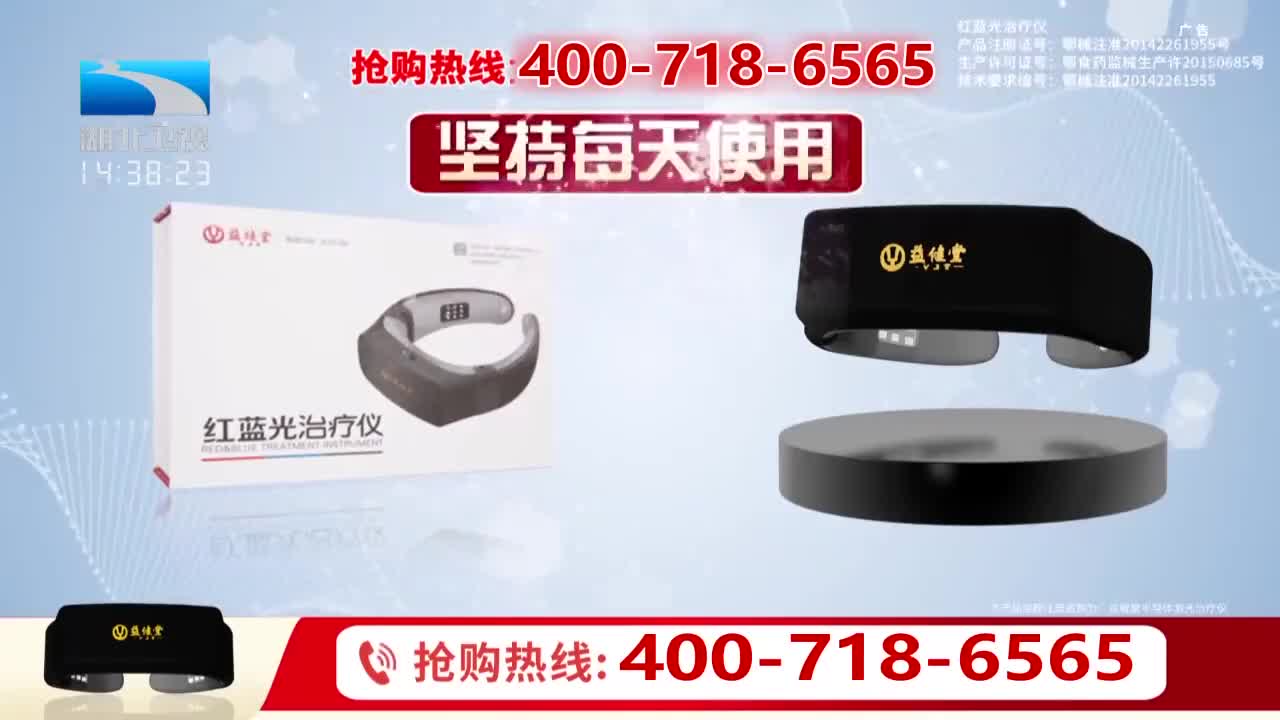 广告
红蓝光治疗仪
产品注册证号：鄂械注准20142261955号
生产许可证号：鄂食药监械生产许20150685号
技术要求编号：鄂械注准20142261955
抢购热线:400-718-6565
14:38:23
坚持每天使用
益健堂
YJT
益健堂
YJT
红蓝光治疗仪
RED&BLUE TREATMENT INSTRUMENT
益健堂
抢购热线:400-718-6565